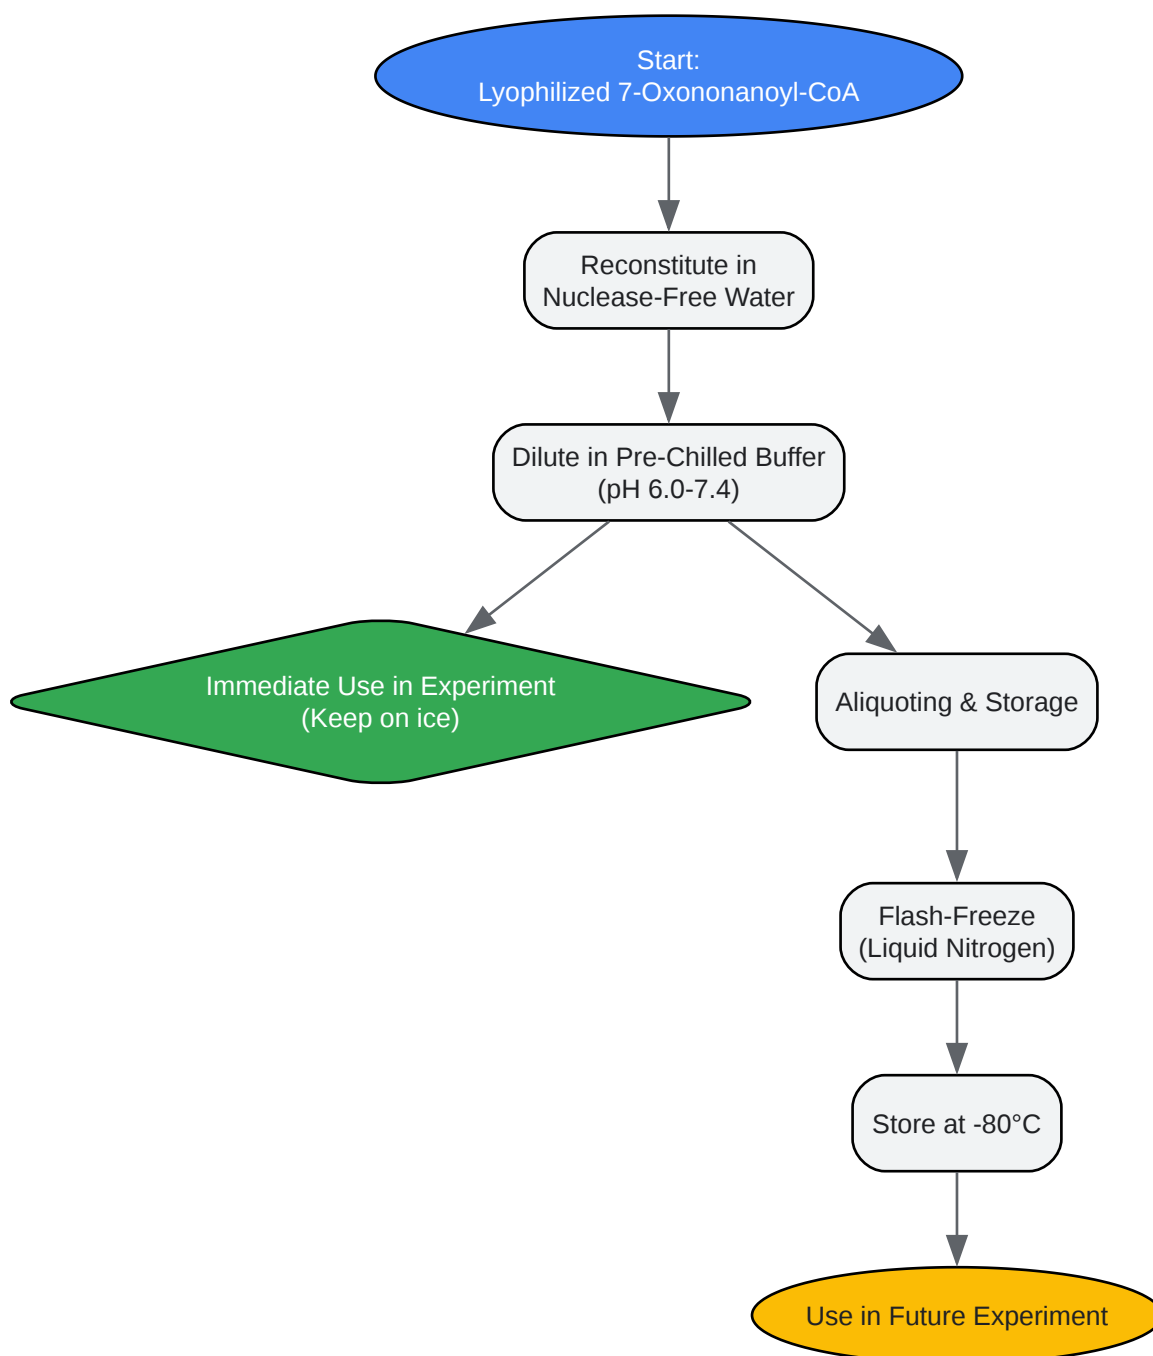 Start:
Lyophilized 7-Oxononanoyl-CoA
Reconstitute in
Nuclease-Free Water
Dilute in Pre-Chilled Buffer
(pH 6.0-7.4)
Immediate Use in Experiment
(Keep on ice)
Aliquoting & Storage
Flash-Freeze
(Liquid Nitrogen)
Store at -80°C
Use in Future Experiment